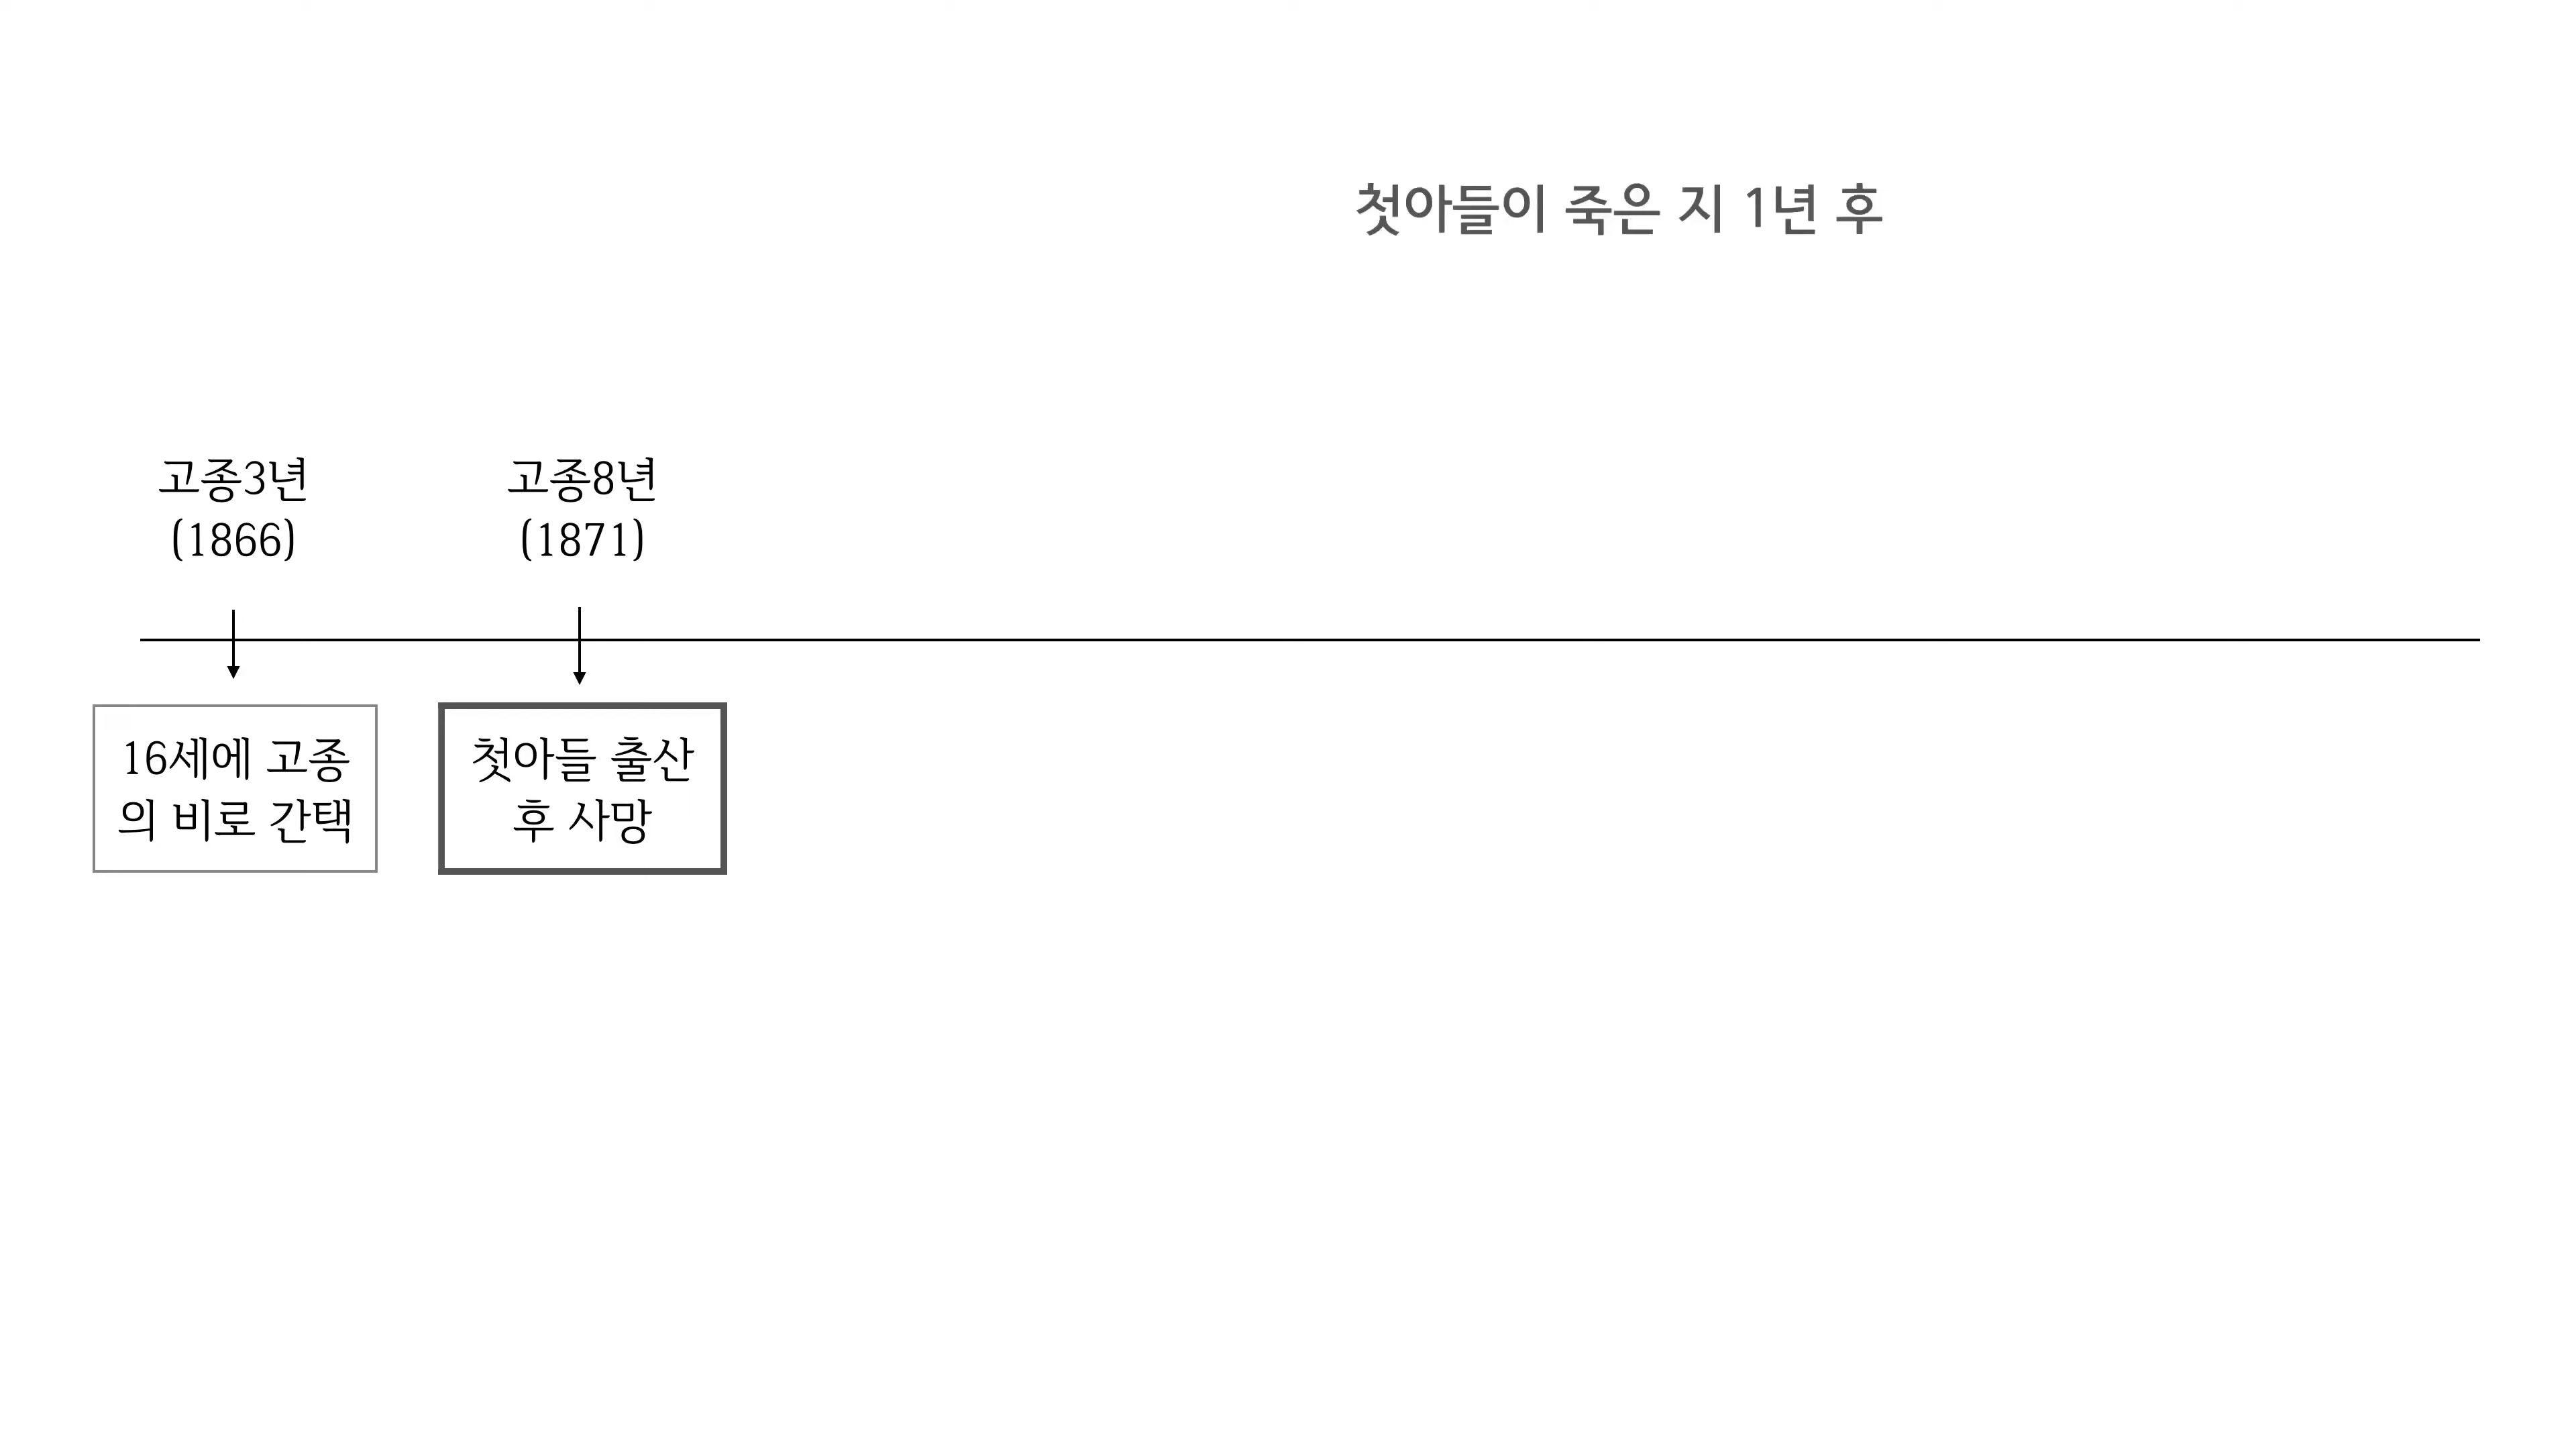 첫아들이 죽은 지 1년 후
고종3년
(1866)
고종8년
(1871)
16세에 고종
의 비로 간택
첫아들 출산
후 사망